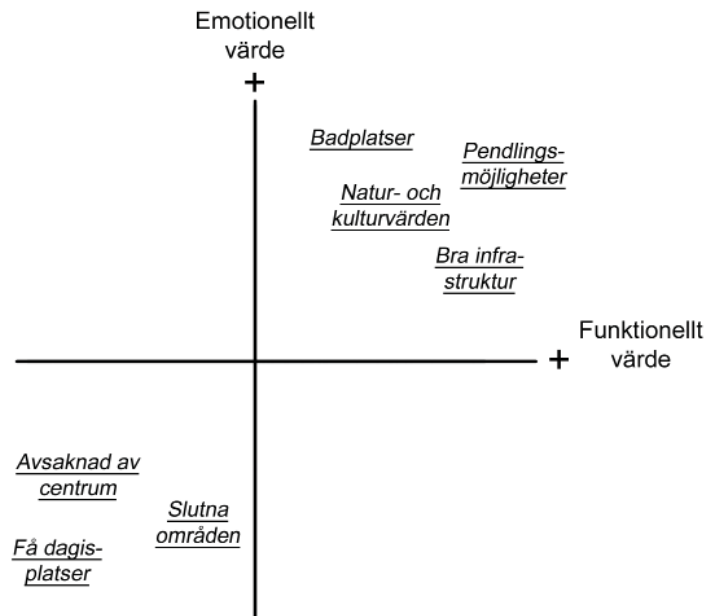 Emotionellt
värde
+
Badplatser
Pendlings-
möjligheter
Natur- och
kulturvärden
Bra infra-
struktur
Funktionellt
+ värde
Avsaknad av
centrum
Slutna
områden
Få dagis-
platser